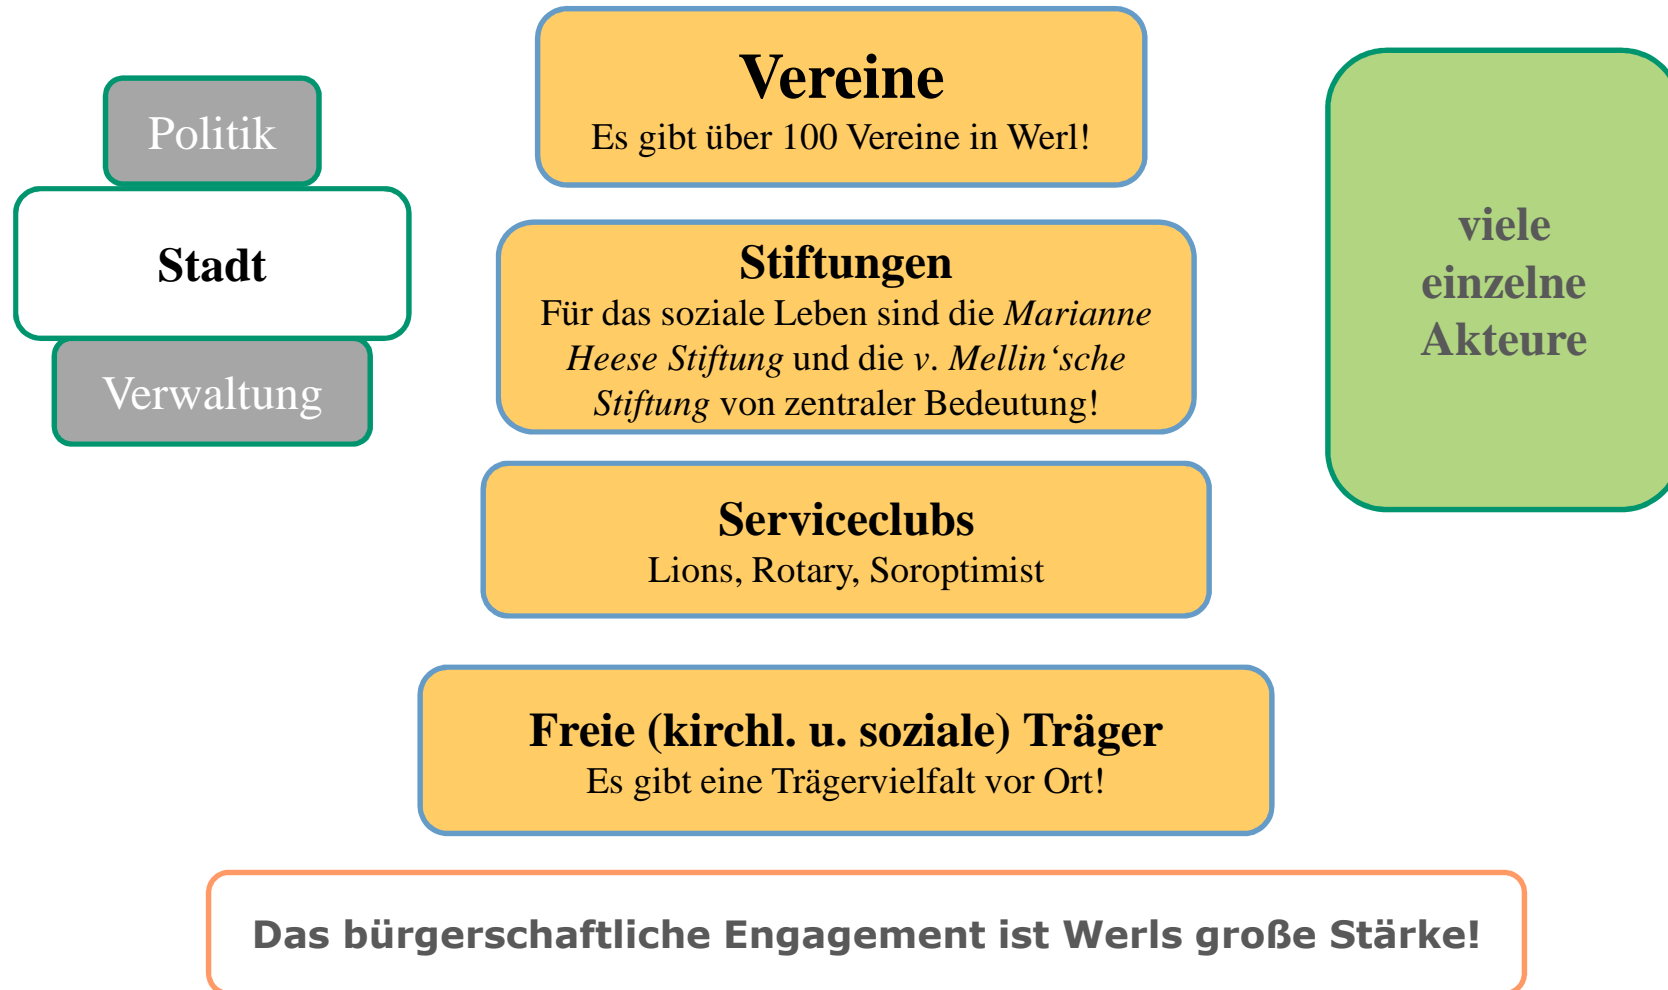 Politik
Stadt
Verwaltung
Vereine
Es gibt über 100 Vereine in Werl!
Stiftungen
Für das soziale Leben sind die Marianne
Heese Stiftung und die v. Mellin‘sche
Stiftung von zentraler Bedeutung!
Serviceclubs
Lions, Rotary, Soroptimist
Freie (kirchl. u. soziale) Träger
Es gibt eine Trägervielfalt vor Ort!
viele
einzelne
Akteure
Das bürgerschaftliche Engagement ist Werls große Stärke!